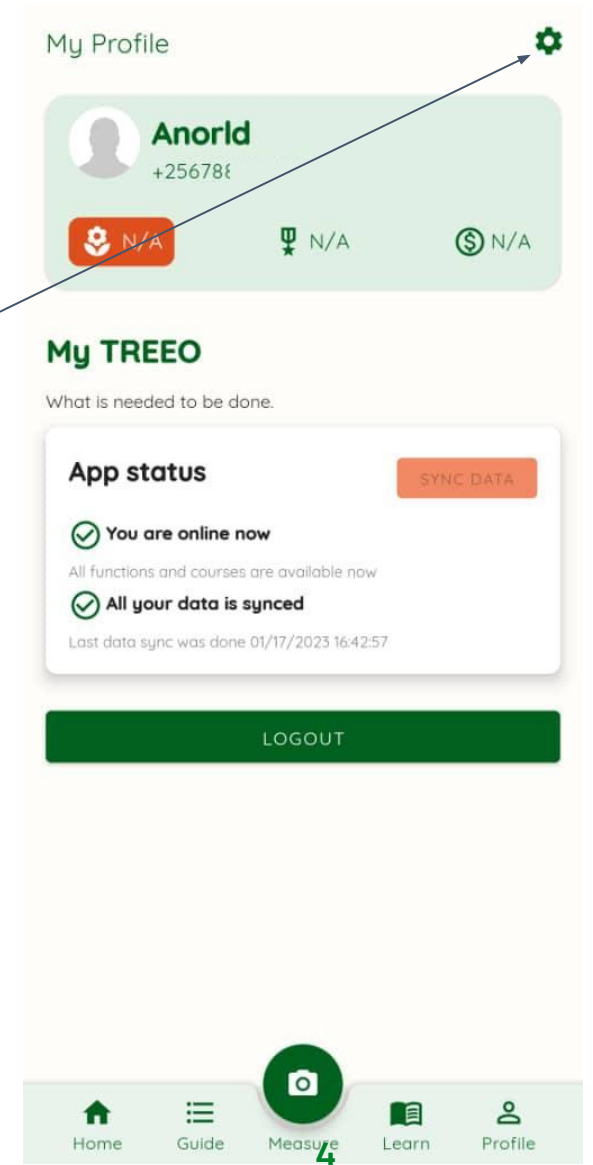 My Profile
Anorld
+256788
N/A N/A N/A
My TREEO
What is needed to be done.
App status SYNC DATA
You are online now
All functions and courses are available now
All your data is synced
Last data sync was done 01/17/2023 16:42:57
LOGOUT
Home Guide Measure Learn Profile
4